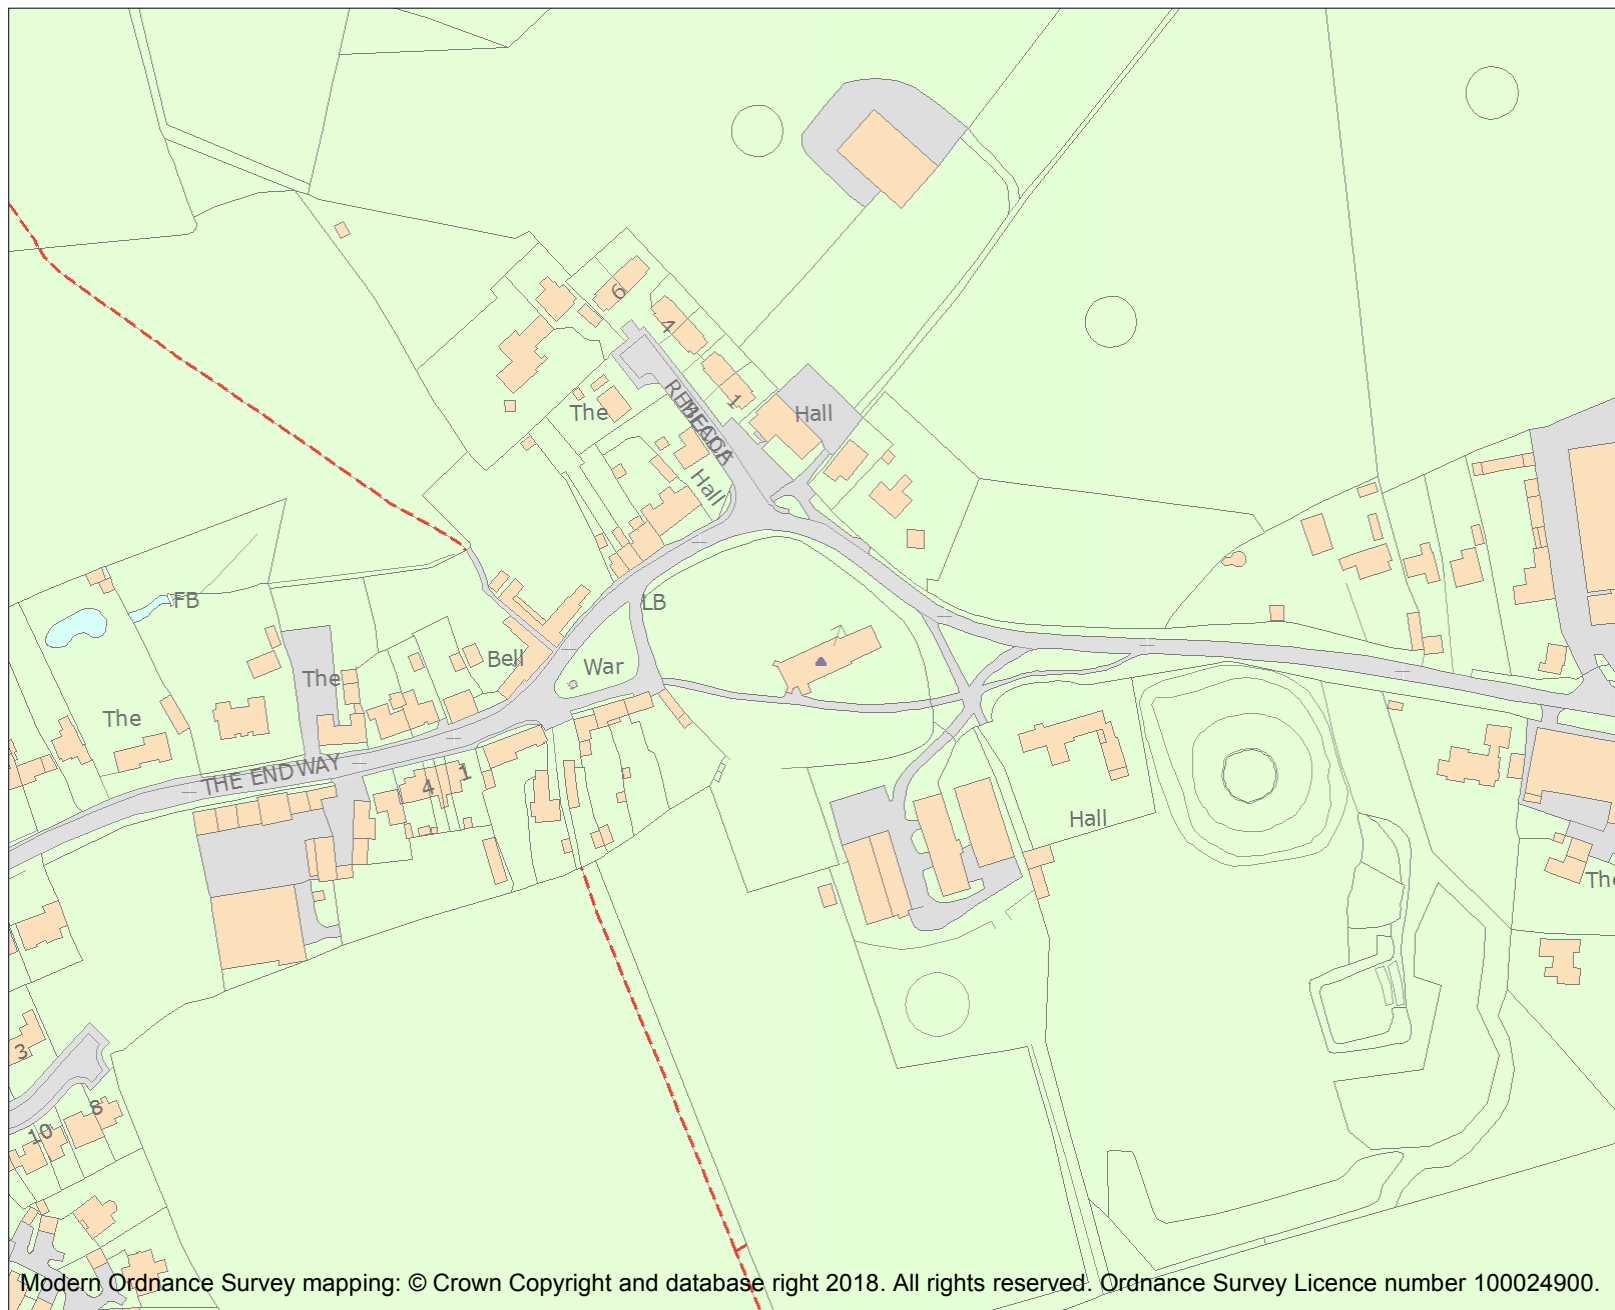 6
4
1
The
Hall
Hall
FB
LB
Bell
War
The
The
THE ENDWAY
4
1
Hall
The
3
8
10
Modern Ordnance Survey mapping: © Crown Copyright and database right 2018. All rights reserved. Ordnance Survey Licence number 100024900.